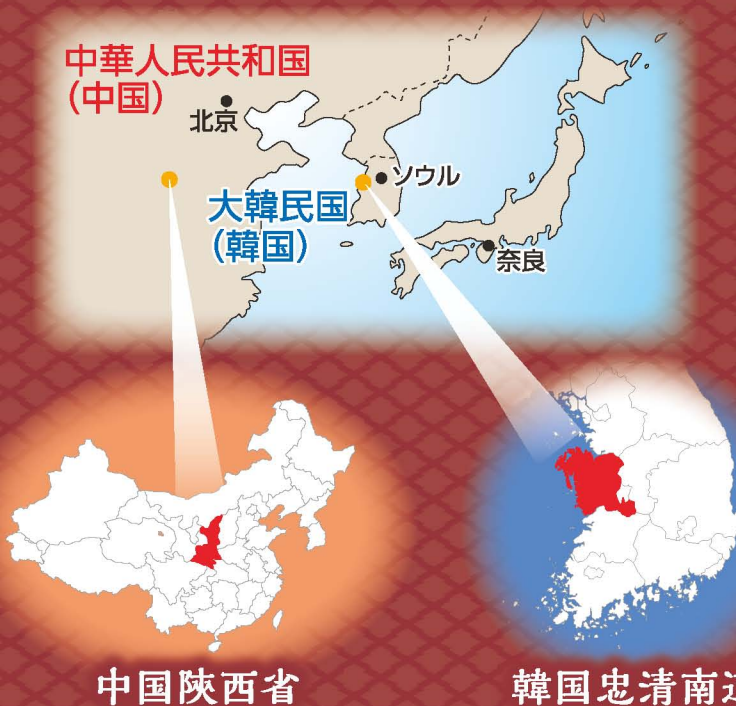 中華人民共和国
(中国)
北京
ソウル
大韓民国
(韓国)
奈良
中国陝西省
韓国忠清南道